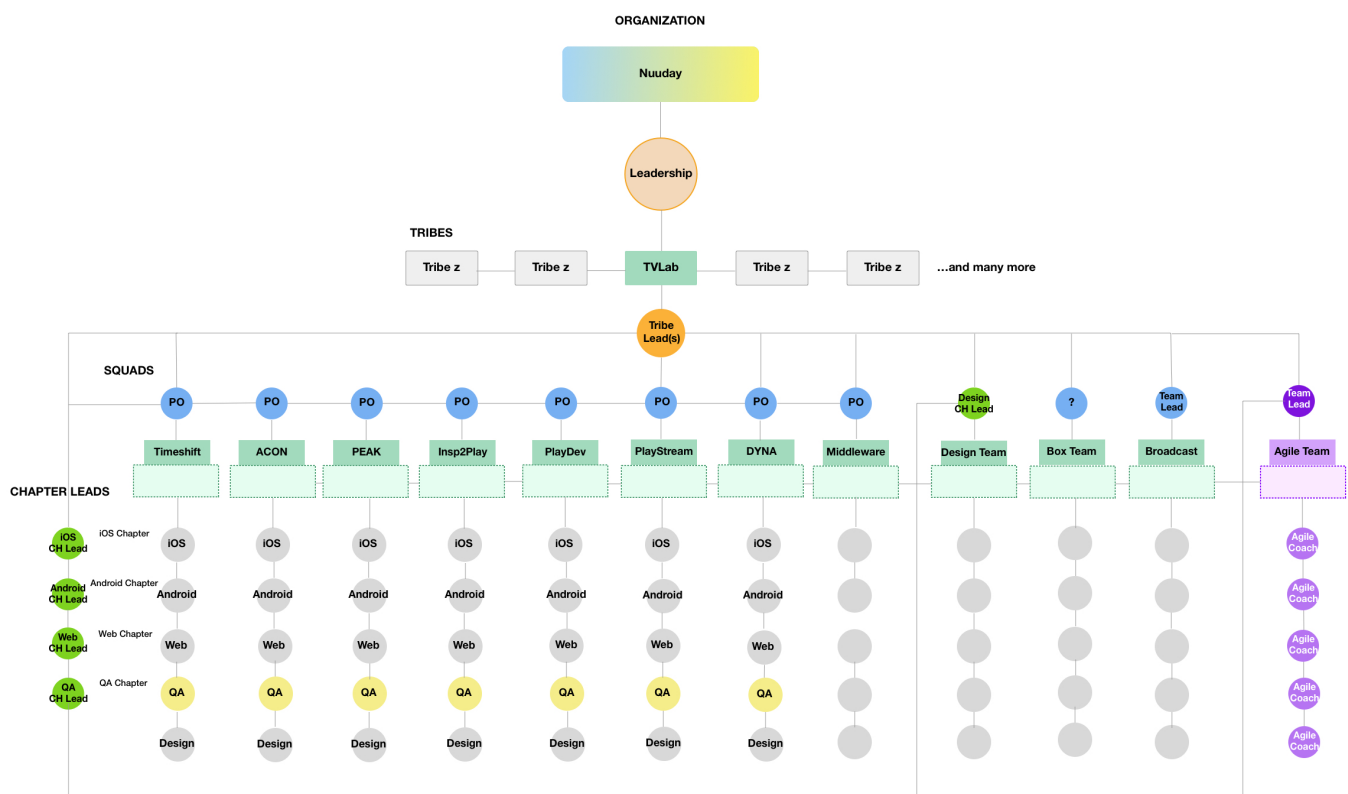 ORGANIZATION
Nuuday
Leadership
TRIBES
Tribe z
Tribe z
TVLab
Tribe z
Tribe z
...and many more
Tribe
Lead(s)
SQUADS
PO
PO
PO
PO
PO
PO
PO
PO
Design
CH Lead
?
Team
Lead
Team
Lead
Timeshift
ACON
PEAK
Insp2Play
PlayDev
PlayStream
DYNA
Middleware
Design Team
Box Team
Broadcast
Agile Team
CHAPTER LEADS
iOS
CH Lead
iOS Chapter
iOS
iOS
iOS
iOS
iOS
iOS
iOS
Agile
Coach
Android
CH Lead
Android Chapter
Android
Android
Android
Android
Android
Android
Android
Agile
Coach
Web
CH Lead
Web Chapter
Web
Web
Web
Web
Web
Web
Web
Agile
Coach
QA
CH Lead
QA Chapter
QA
QA
QA
QA
QA
QA
QA
Agile
Coach
Design
Design
Design
Design
Design
Design
Design
Agile
Coach